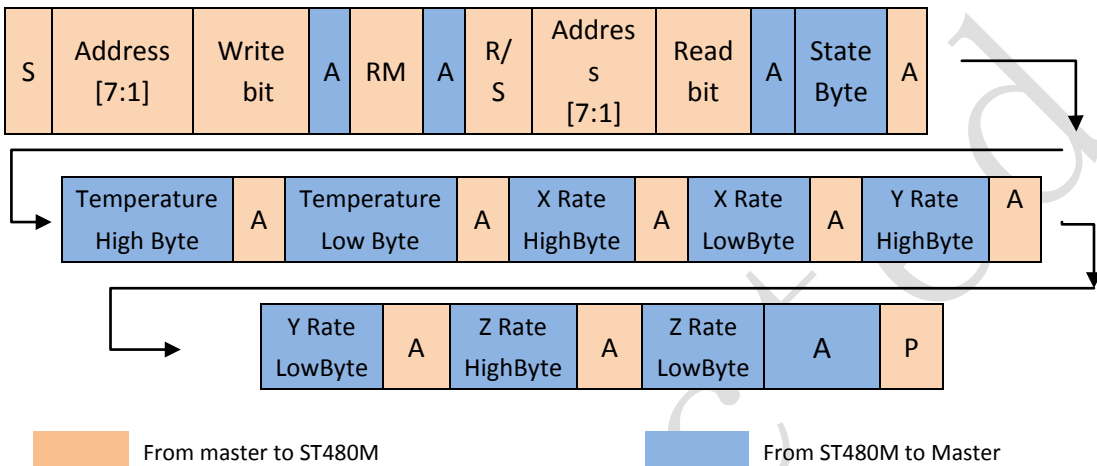 S Address [7:1] Write bit A RM A R/ S Addres s [7:1] Read bit A State Byte A
Temperature High Byte A Temperature Low Byte A X Rate HighByte A X Rate LowByte A Y Rate HighByte A
Y Rate LowByte A Z Rate HighByte A Z Rate LowByte A P
From master to ST480M From ST480M to Master